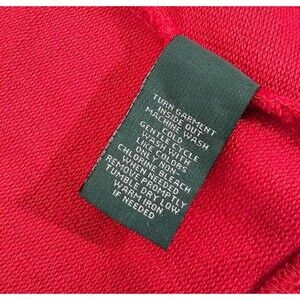 TURN GARMENT
INSIDE OUT
MACHINE WASH
COLD
GENTLE CYCLE
WASH WITH
LIKE COLORS
ONLY NON-
CHLORINE BLEACH
WHEN NEEDED
REMOVE PROMPTLY
TUMBLE DRY LOW
WARM IRON
IF NEEDED